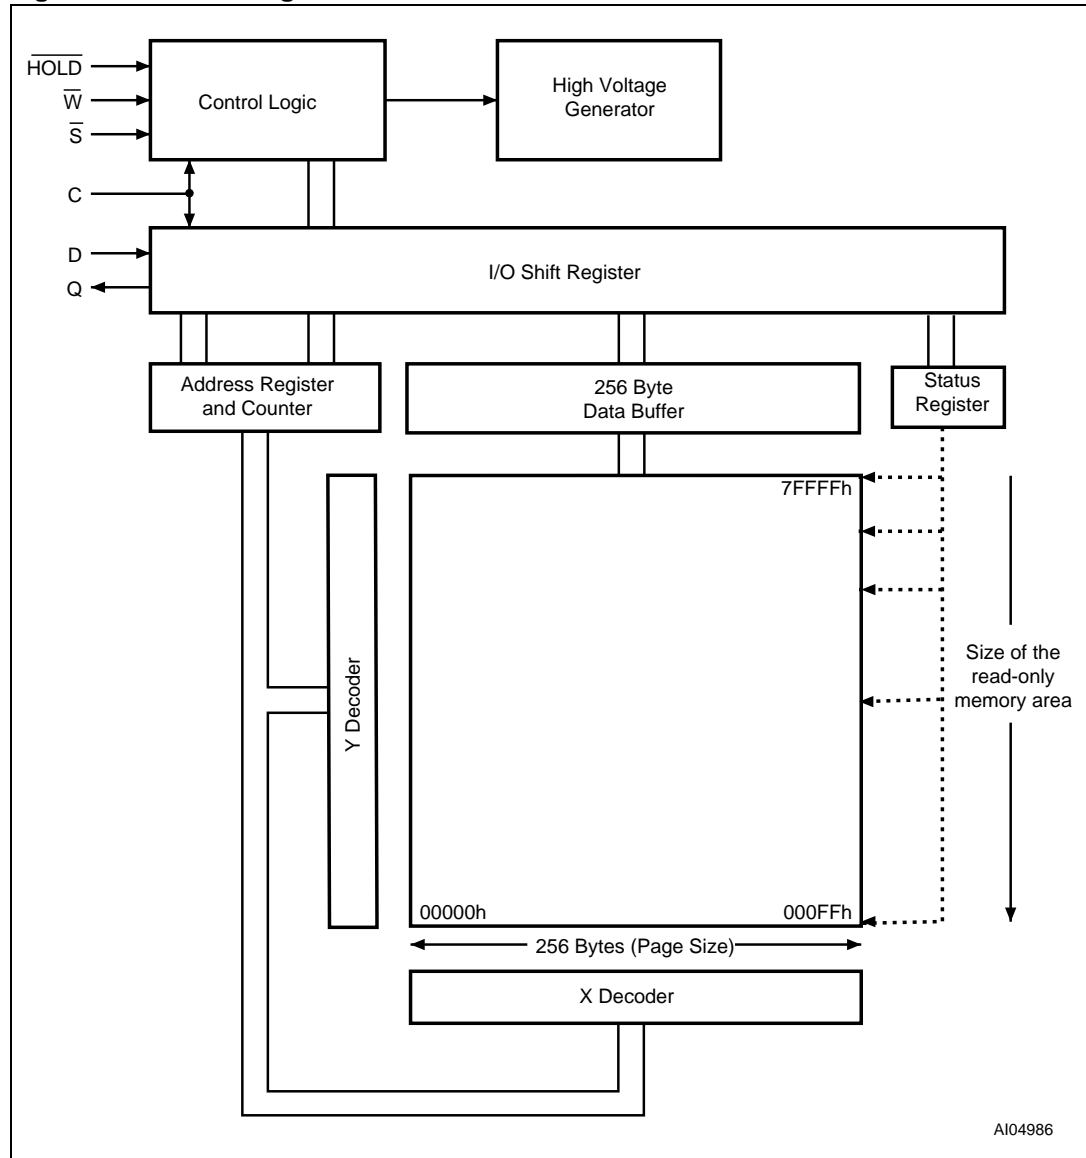 HOLD
W
S
C
D
Q
Control Logic
High Voltage
Generator
I/O Shift Register
Address Register
and Counter
256 Byte
Data Buffer
Status
Register
7FFFFh
Y Decoder
Size of the
read-only
memory area
00000h
000FFh
256 Bytes (Page Size)
X Decoder
AI04986